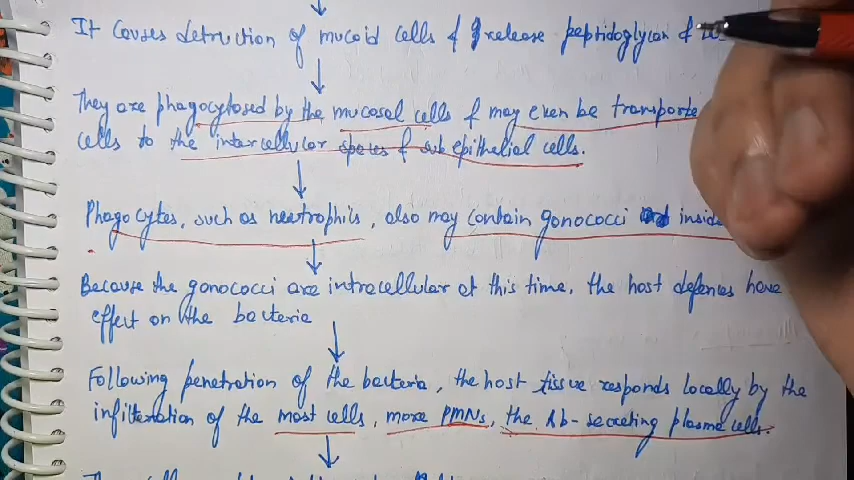 It causes detruction of mucoid cells & release peptidoglycan &
They are phagocytosed by the mucosal cells & may even be transporte
cells to the intercellular spaces & sub epithelial cells.
Phagocytes, such as neutrophils, also may contain gonococci inside
Because the gonococci are intracellular at this time, the host defenses have
effect on the bacteria
Following penetration of the bacteria, the host tissue responds locally by the
infilteration of the mast cells, more PMNs, the Ab-secreting plasma cells.